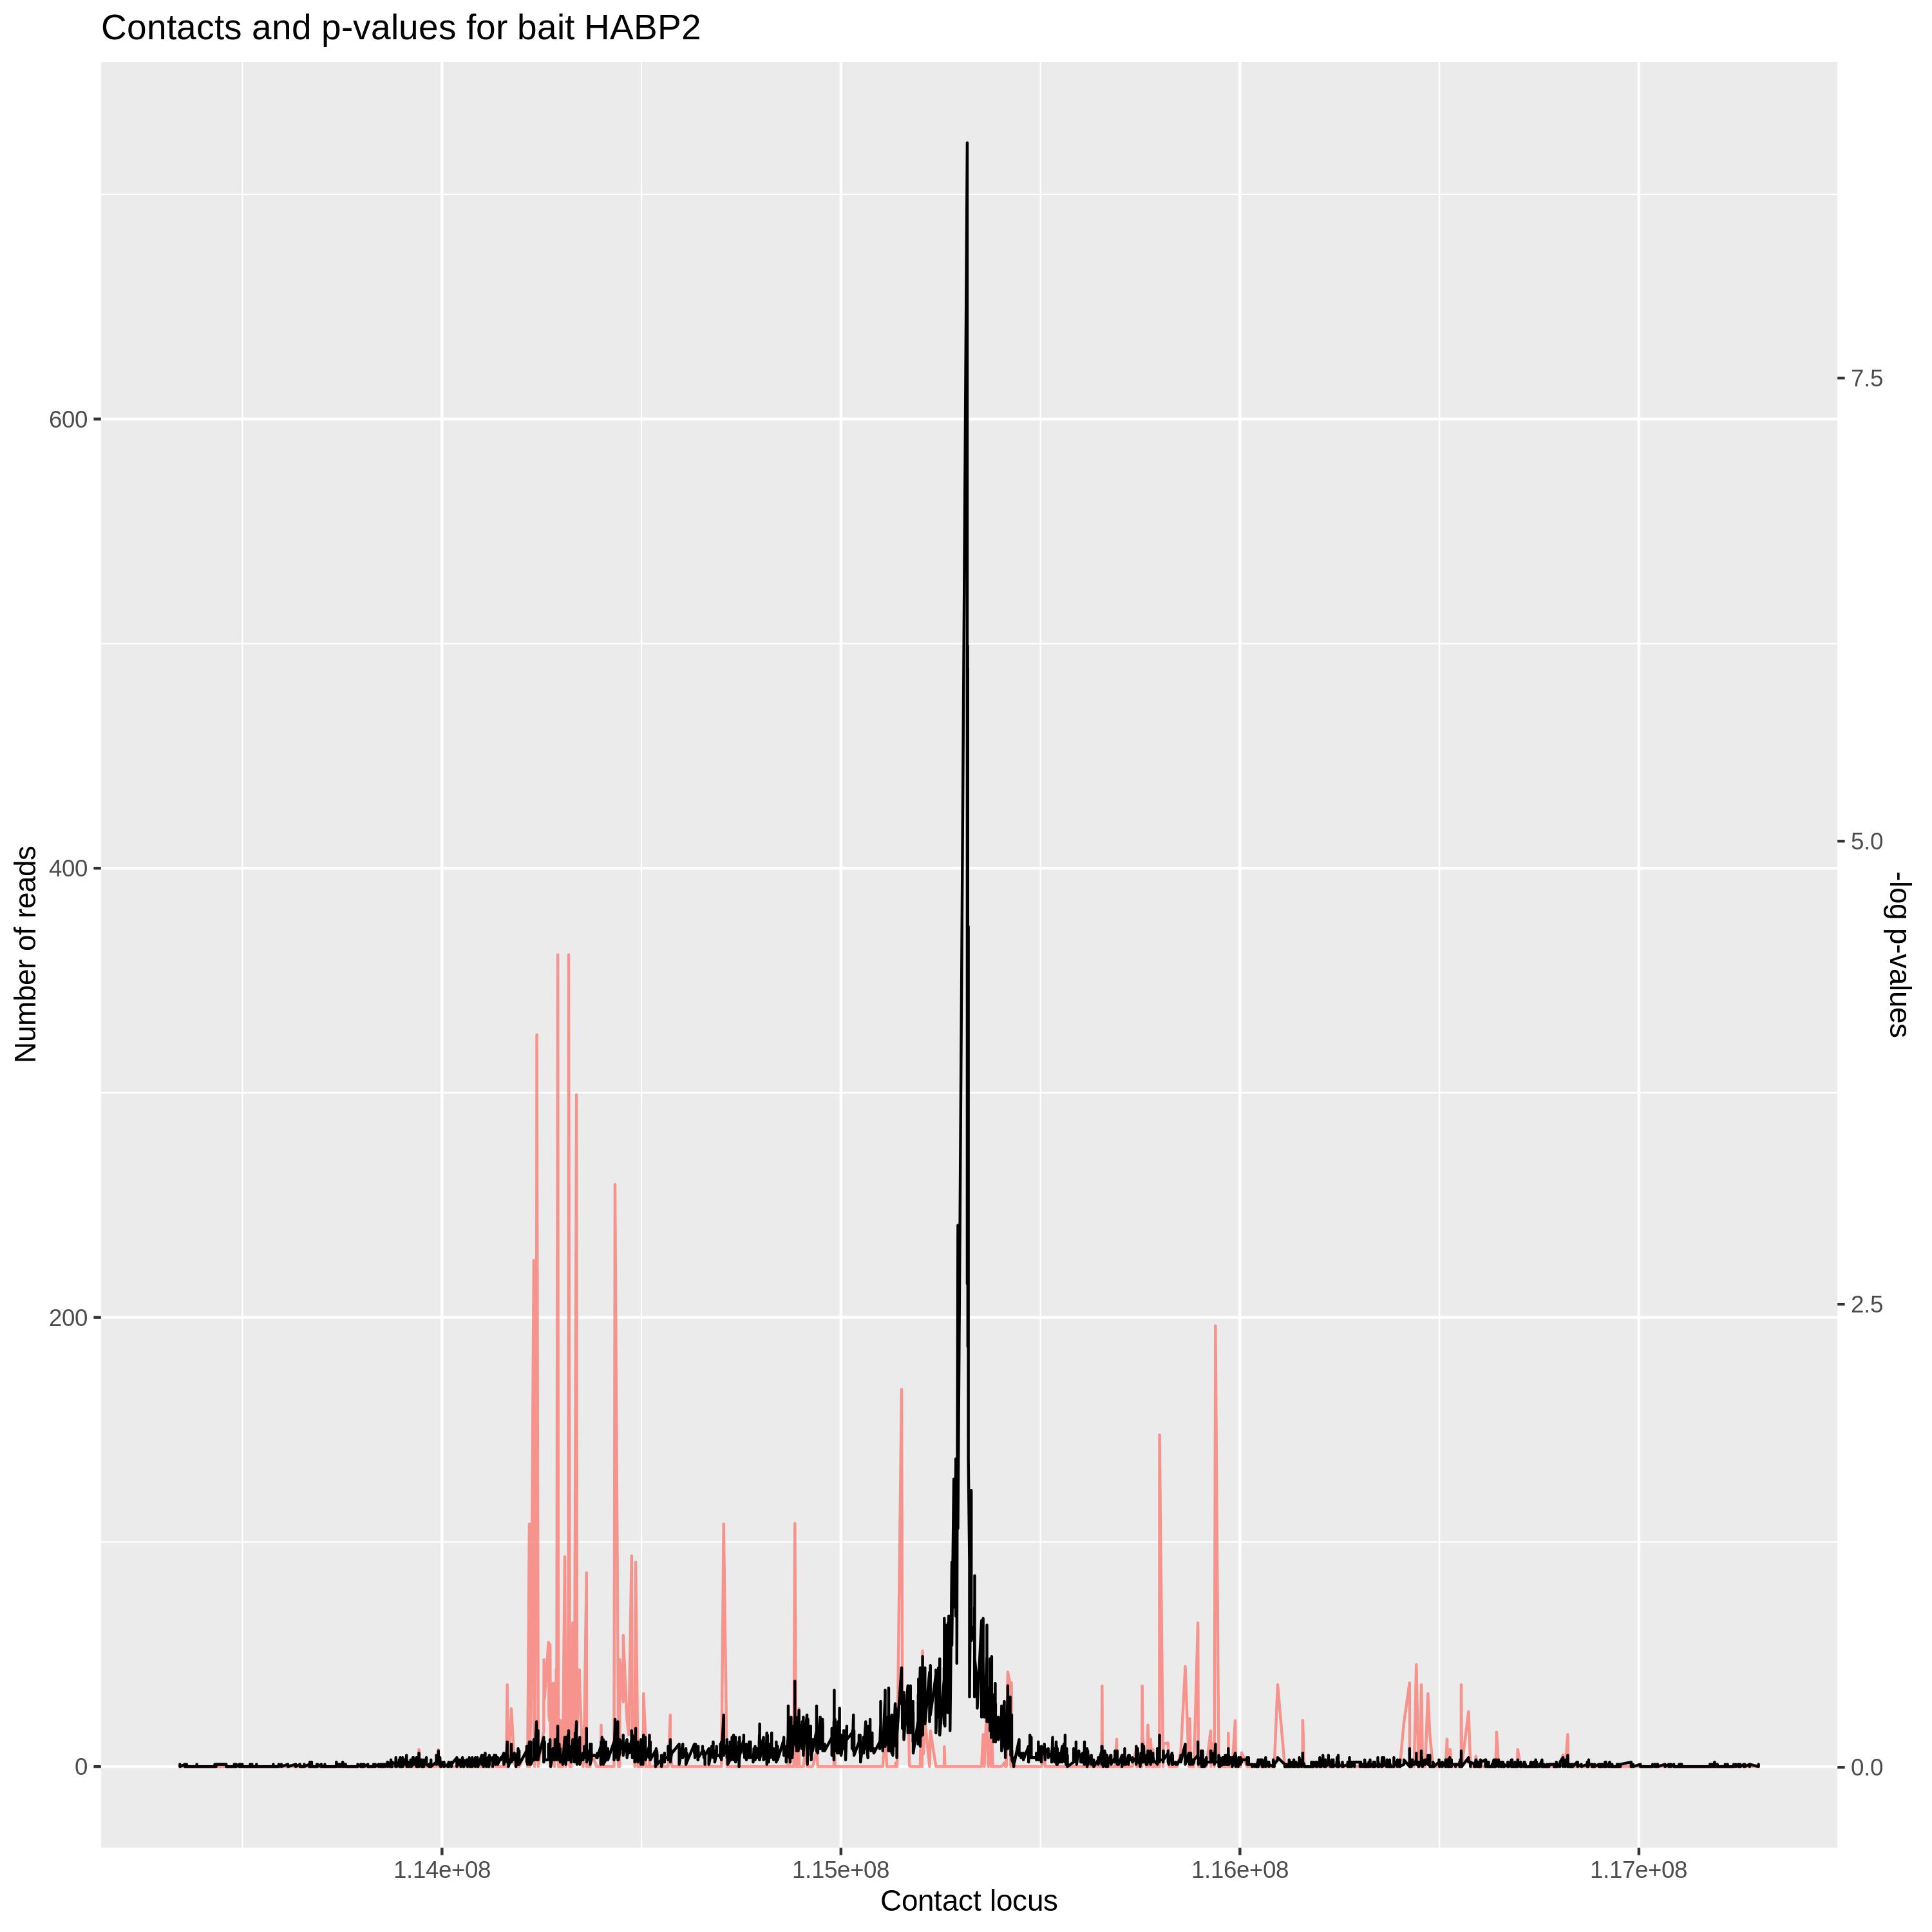 Contacts and p-values for bait HABP2
Number of reads
600
400
200
0
7.5
5.0
2.5
0.0
-log p-values
1.14e+08
1.15e+08
1.16e+08
1.17e+08
Contact locus